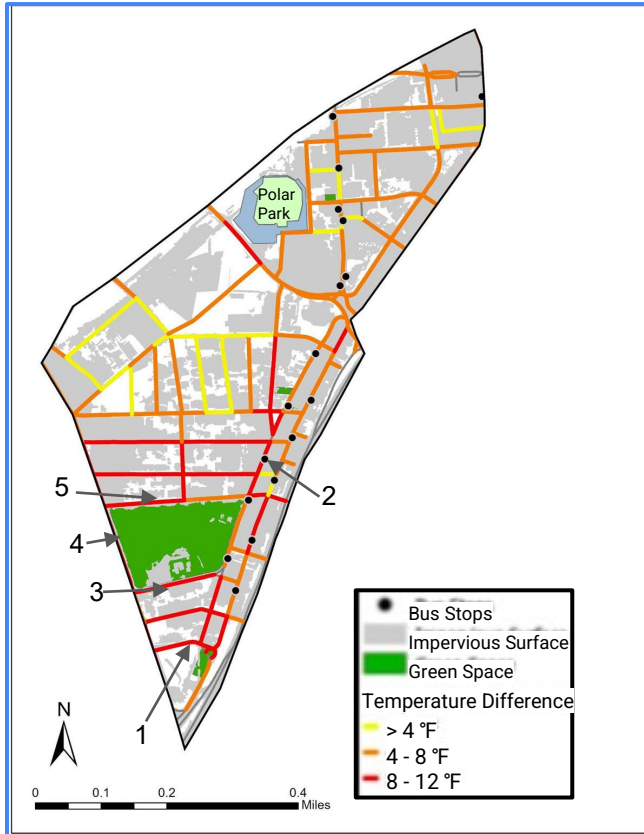 Polar
Park
5
2
4
3
1
N
0
0.1
0.2
0.4
Miles
Bus Stops
Impervious Surface
Green Space
Temperature Difference
> 4 °F
4 - 8 °F
8 - 12 °F